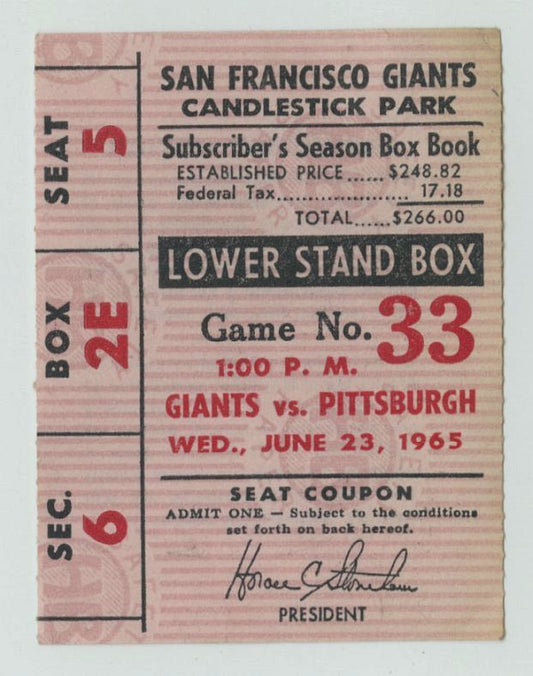 SEAT 5
BOX 2E
SEC. 6
SAN FRANCISCO GIANTS
CANDLESTICK PARK
Subscriber's Season Box Book
ESTABLISHED PRICE......$248.82
Federal Tax........................ 17.18
TOTAL......$266.00
LOWER STAND BOX
Game No. 33
1:00 P. M.
GIANTS vs. PITTSBURGH
WED., JUNE 23, 1965
SEAT COUPON
ADMIT ONE — Subject to the conditions
set forth on back hereof.
Horace C Stoneham
PRESIDENT